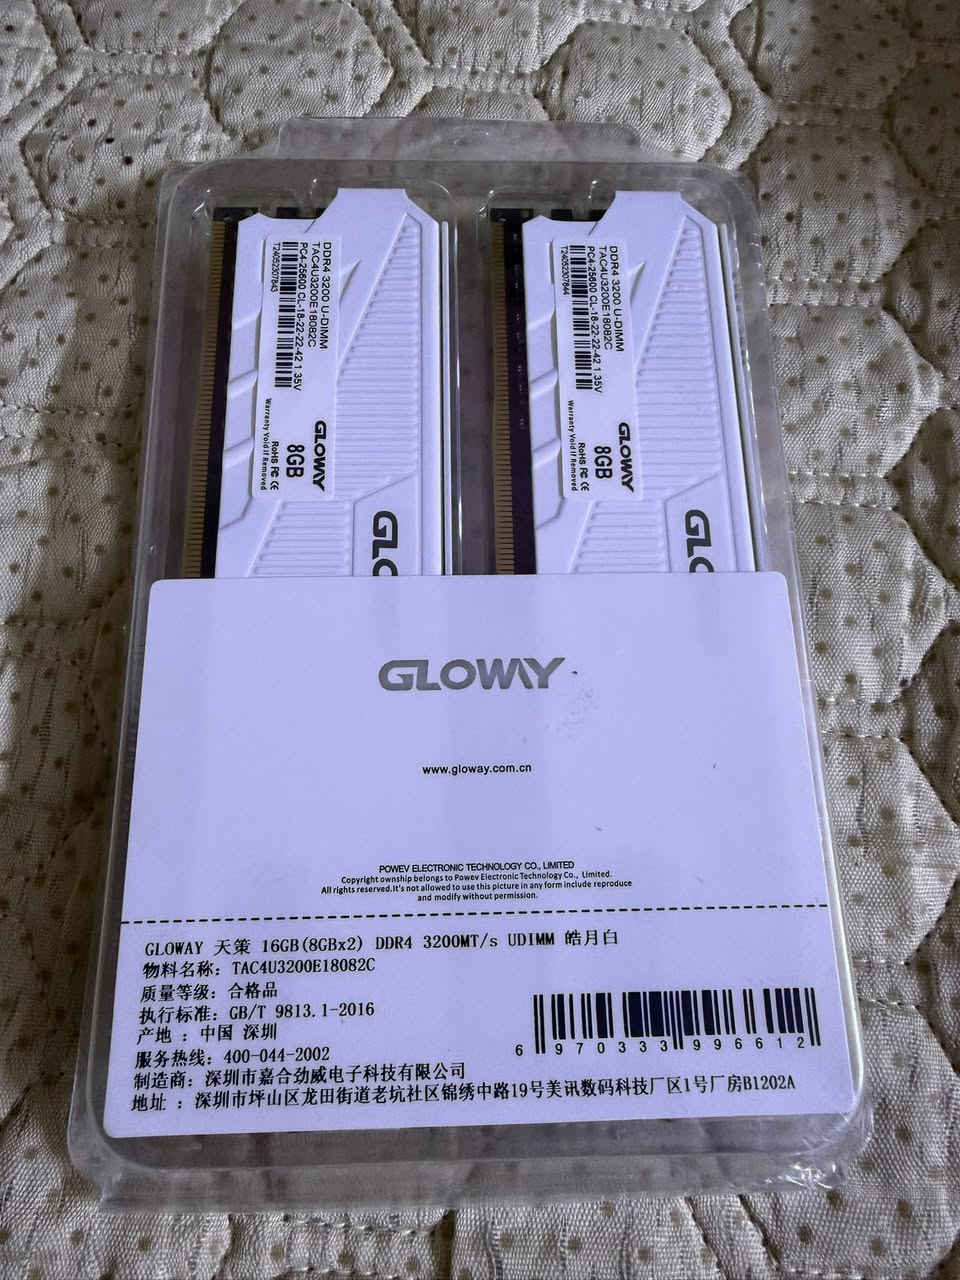 DDR4 3200 U-DIMM
TAC4U3200E18082C
PC4-25600 CL-18-22-22-42 1.35V
T24052307843
GLOWAY
8GB
RoHS FC CE
Warranty Void if Removed
GLO
DDR4 3200 U-DIMM
TAC4U3200E18082C
PC4-25600 CL-18-22-22-42 1.35V
T24052307844
GLOWAY
8GB
RoHS FC CE
Warranty Void if Removed
GLO
GLOWAY
www.gloway.com.cn
POWEV ELECTRONIC TECHNOLOGY CO., LIMITED
Copyright ownship belongs to Powev Electronic Technology Co., Limited.
All rights reserved.It's not allowed to use this picture in any form include reproduce
and modify without permission.
GLOWAY 天策 16GB(8GBx2) DDR4 3200MT/s UDIMM 皓月白
物料名称: TAC4U3200E18082C
质量等级: 合格品
执行标准: GB/T 9813.1-2016
产地 : 中国 深圳
服务热线: 400-044-2002
制造商: 深圳市嘉合劲威电子科技有限公司
地址 : 深圳市坪山区龙田街道老坑社区锦绣中路19号美讯数码科技厂区1号厂房B1202A
6 970333 996612